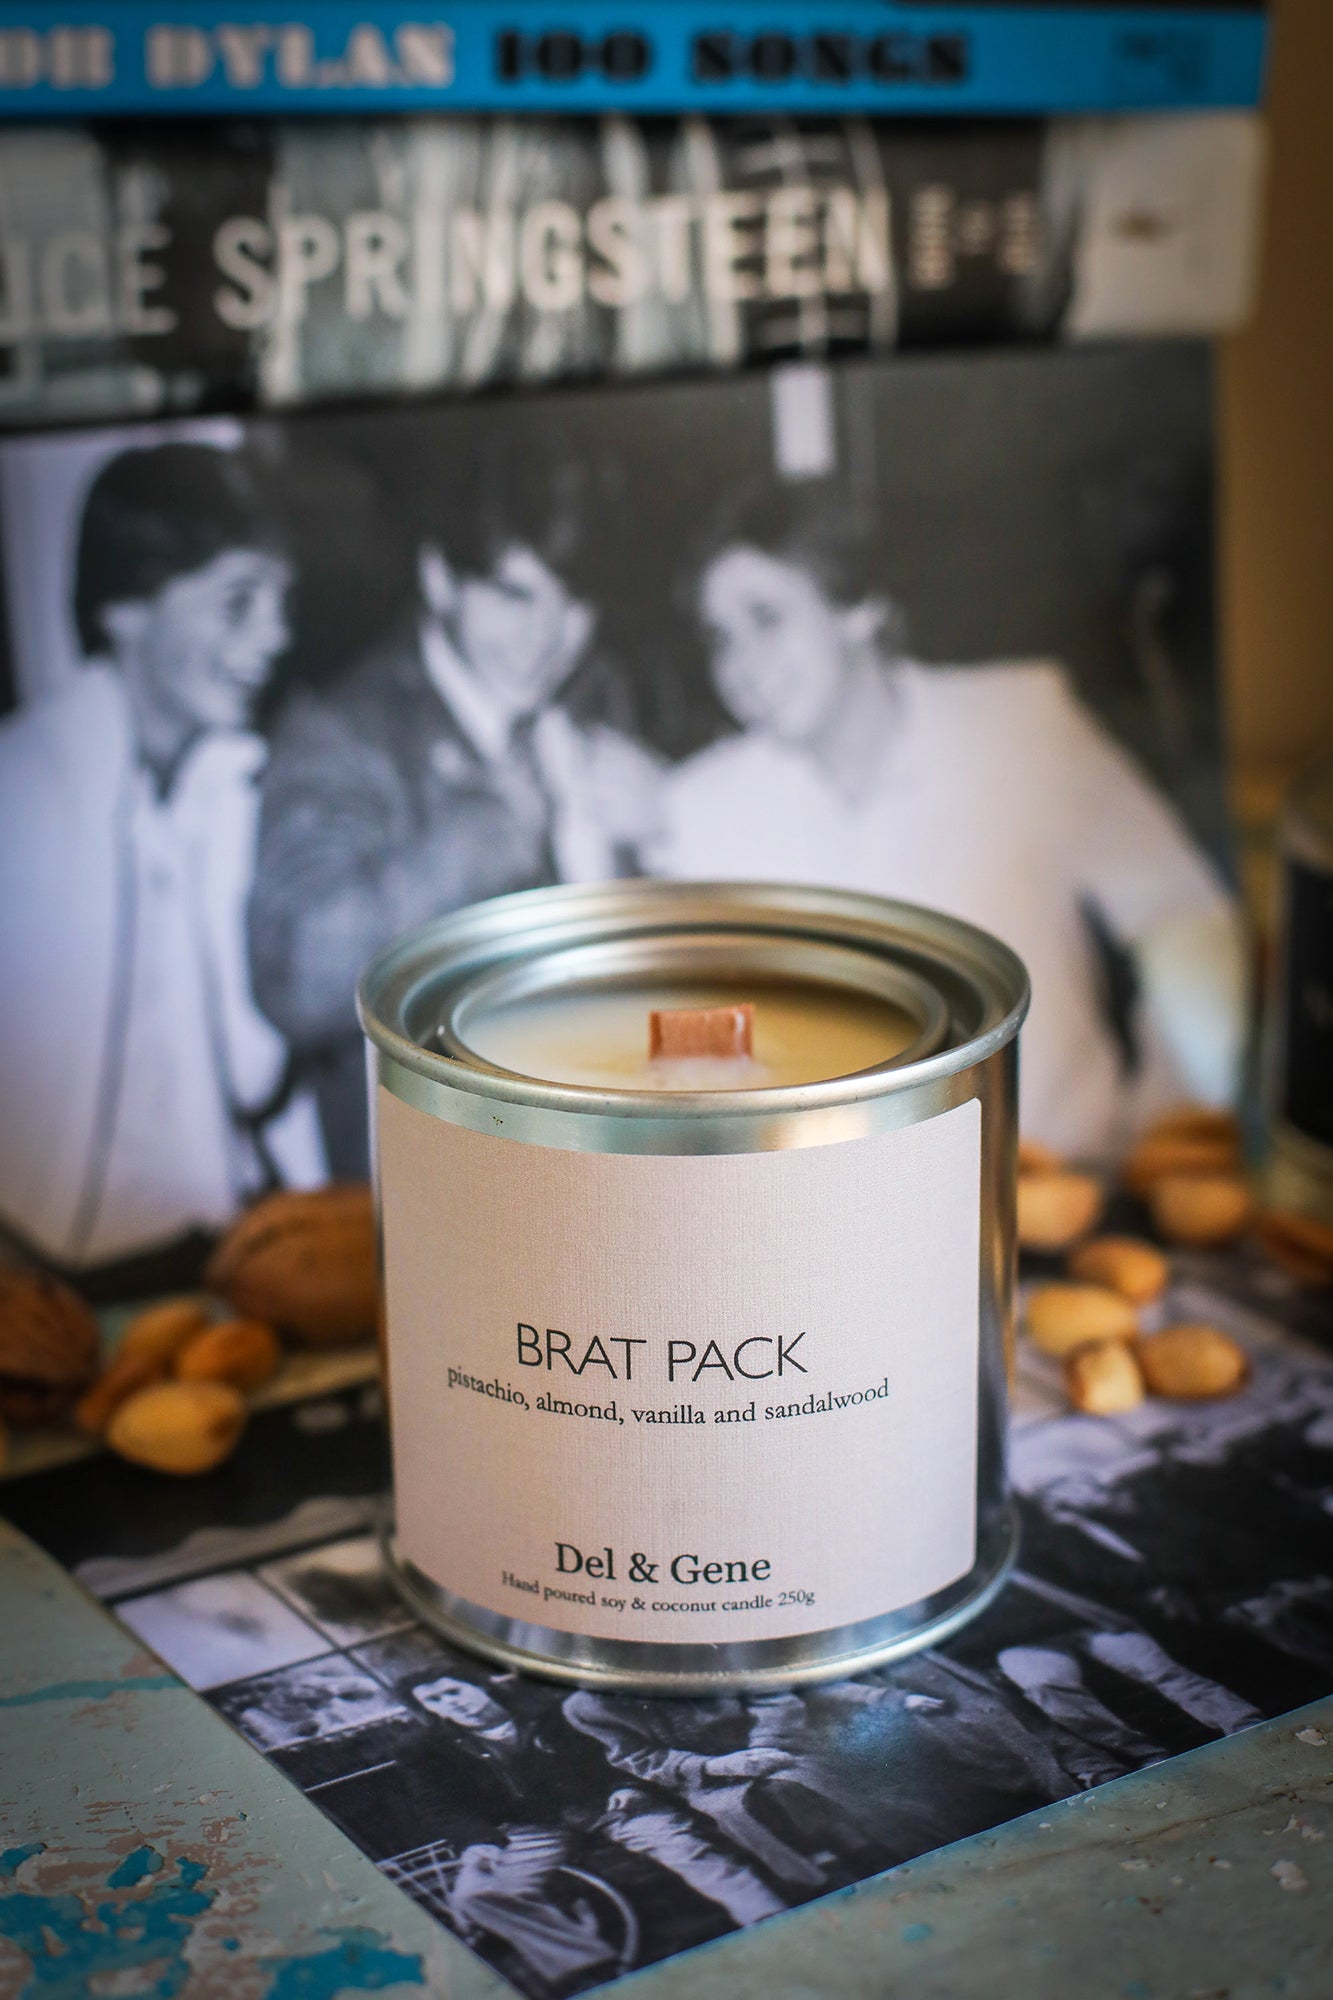 DYLAN 100 SONGS
SPRINGSTEEN
BRAT PACK
pistachio, almond, vanilla and sandalwood
Del & Gene
Hand poured soy & coconut candle 250g